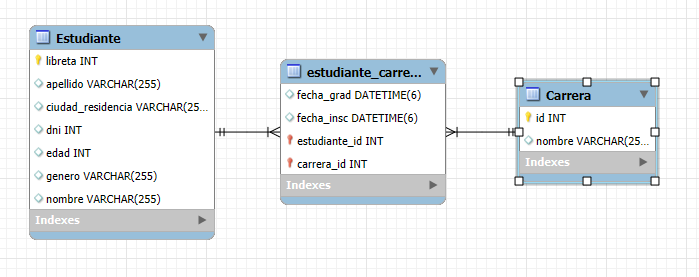 Estudiante
libreta INT
apellido VARCHAR(255)
ciudad_residencia VARCHAR(25...
dni INT
edad INT
genero VARCHAR(255)
nombre VARCHAR(255)
Indexes
estudiante_carre...
fecha_grad DATETIME(6)
fecha_insc DATETIME(6)
estudiante_id INT
carrera_id INT
Indexes
Carrera
id INT
nombre VARCHAR(25...
Indexes